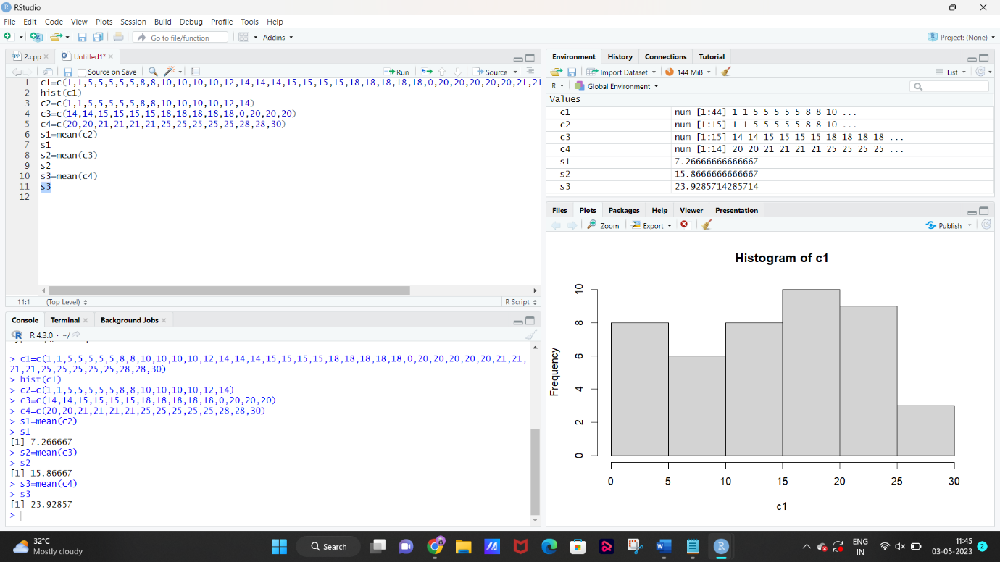 RStudio
File Edit Code View Plots Session Build Debug Profile Tools Help
Go to file/function Addins Project: (None)
2.cpp Untitled1*
Source on Save Run Source
1 c1=c(1,1,5,5,5,5,5,8,8,10,10,10,10,12,14,14,14,15,15,15,15,18,18,18,18,18,0,20,20,20,20,20,21,21
2 hist(c1)
3 c2=c(1,1,5,5,5,5,5,8,8,10,10,10,10,12,14)
4 c3=c(14,14,15,15,15,15,18,18,18,18,18,0,20,20,20)
5 c4=c(20,20,21,21,21,21,25,25,25,25,25,28,28,30)
6 s1=mean(c2)
7 s1
8 s2=mean(c3)
9 s2
10 s3=mean(c4)
11 s3
12
11:1 (Top Level) R Script
Console Terminal Background Jobs
R 4.3.0 · ~/
> c1=c(1,1,5,5,5,5,5,8,8,10,10,10,10,12,14,14,14,15,15,15,15,18,18,18,18,18,0,20,20,20,20,20,21,21,
21,21,25,25,25,25,25,28,28,30)
> hist(c1)
> c2=c(1,1,5,5,5,5,5,8,8,10,10,10,10,12,14)
> c3=c(14,14,15,15,15,15,18,18,18,18,18,0,20,20,20)
> c4=c(20,20,21,21,21,21,25,25,25,25,25,28,28,30)
> s1=mean(c2)
> s1
[1] 7.266667
> s2=mean(c3)
> s2
[1] 15.86667
> s3=mean(c4)
> s3
[1] 23.92857
>
Environment History Connections Tutorial
Import Dataset 144 MiB List
R Global Environment
Values
c1 num [1:44] 1 1 5 5 5 5 5 8 8 10 ...
c2 num [1:15] 1 1 5 5 5 5 5 8 8 10 ...
c3 num [1:15] 14 14 15 15 15 15 18 18 18 18 ...
c4 num [1:14] 20 20 21 21 21 21 25 25 25 25 ...
s1 7.26666666666667
s2 15.8666666666667
s3 23.9285714285714
Files Plots Packages Help Viewer Presentation
Zoom Export Publish
Histogram of c1
Frequency
10
8
6
4
2
0
0 5 10 15 20 25 30
c1
32°C
Mostly cloudy
Search
ENG
IN
11:45
03-05-2023
2